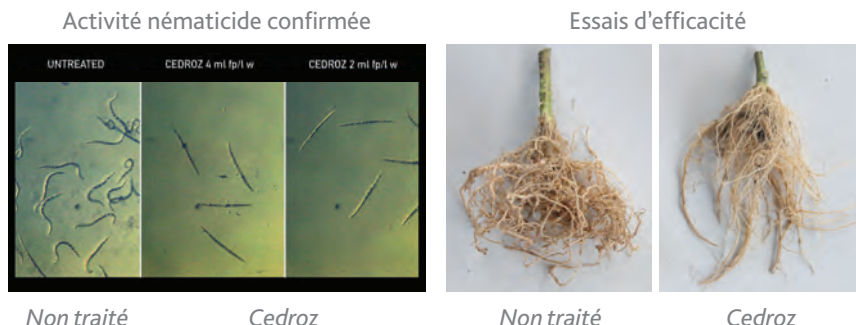 Activité nématicide confirmée
Essais d'efficacité
UNTREATED
CEDROZ 4 ml fp/l w
CEDROZ 2 ml fp/l w
Non traité
Cedroz
Non traité
Cedroz